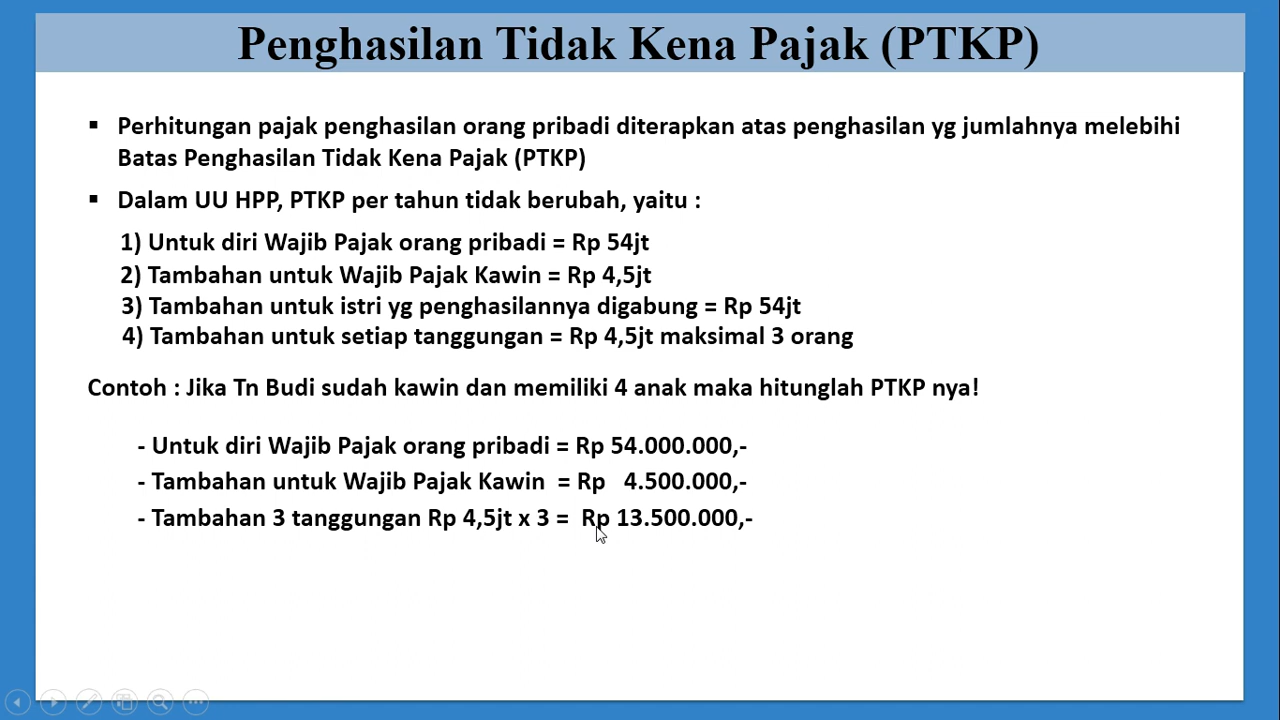 Penghasilan Tidak Kena Pajak (PTKP)
▪ Perhitungan pajak penghasilan orang pribadi diterapkan atas penghasilan yg jumlahnya melebihi
Batas Penghasilan Tidak Kena Pajak (PTKP)
▪ Dalam UU HPP, PTKP per tahun tidak berubah, yaitu :
1) Untuk diri Wajib Pajak orang pribadi = Rp 54jt
2) Tambahan untuk Wajib Pajak Kawin = Rp 4,5jt
3) Tambahan untuk istri yg penghasilannya digabung = Rp 54jt
4) Tambahan untuk setiap tanggungan = Rp 4,5jt maksimal 3 orang
Contoh : Jika Tn Budi sudah kawin dan memiliki 4 anak maka hitunglah PTKP nya!
- Untuk diri Wajib Pajak orang pribadi = Rp 54.000.000,-
- Tambahan untuk Wajib Pajak Kawin = Rp 4.500.000,-
- Tambahan 3 tanggungan Rp 4,5jt x 3 = Rp 13.500.000,-